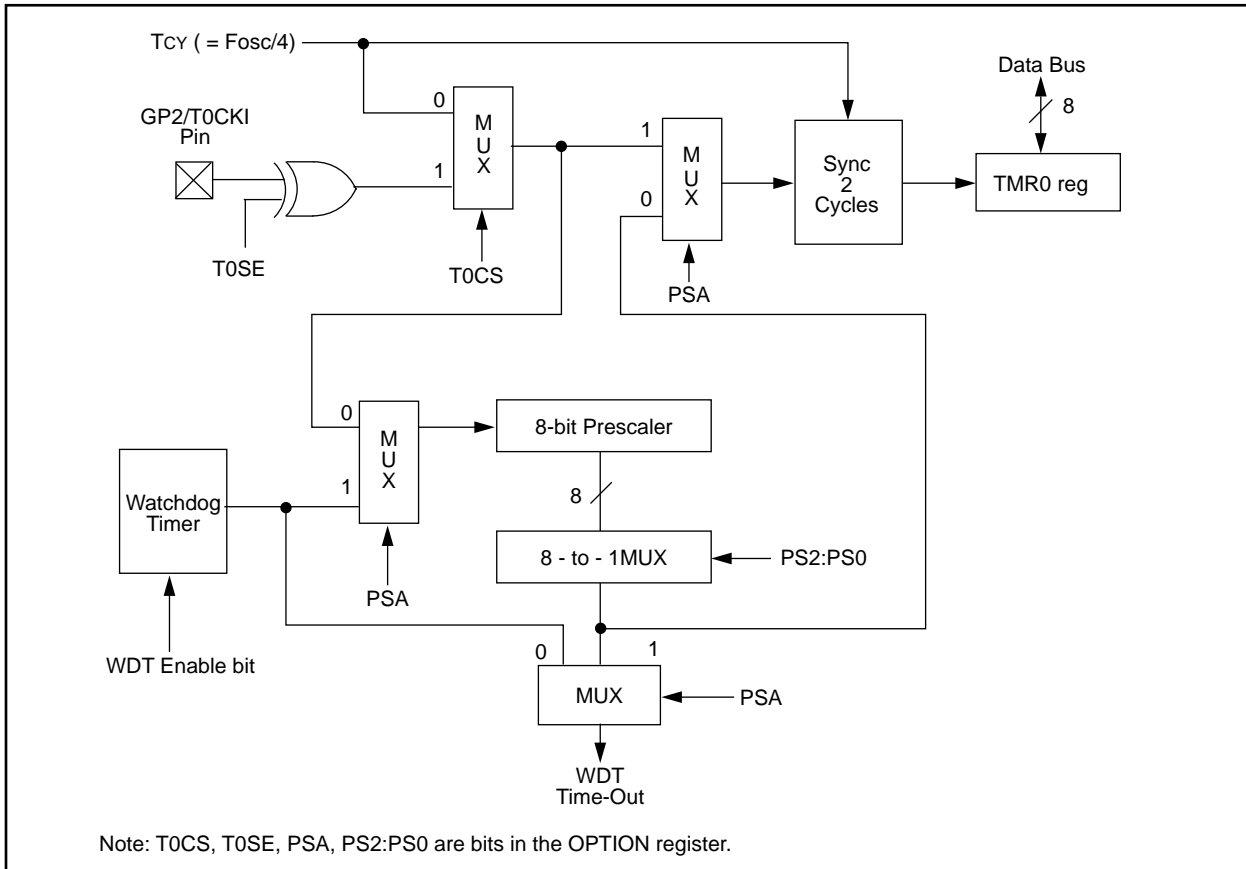 TCY ( = Fosc/4)
Data Bus
GP2/T0CKI
Pin
0
M
U
X
1
T0SE
T0CS
1
M
U
X
0
PSA
Sync
2
Cycles
8
TMR0 reg
0
M
U
X
1
8-bit Prescaler
Watchdog
Timer
8
8 - to - 1MUX
PS2:PS0
PSA
WDT Enable bit
0
1
MUX
PSA
WDT
Time-Out
Note: T0CS, T0SE, PSA, PS2:PS0 are bits in the OPTION register.